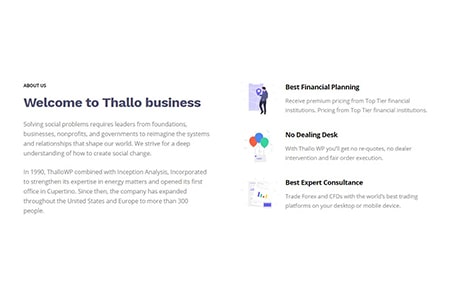 ABOUT US
Welcome to Thallo business
Solving social problems requires leaders from foundations,
businesses, nonprofits, and governments to reimagine the systems
and relationships that shape our world. We strive for a deep
understanding of how to create social change.
In 1990, ThalloWP combined with Inception Analysis, Incorporated
to strengthen its expertise in energy matters and opened its first
office in Cupertino. Since then, the company has expanded
throughout the United States and Europe to more than 300
people.
Best Financial Planning
Receive premium pricing from Top Tier financial
institutions. Pricing from Top Tier financial institutions.
No Dealing Desk
With Thallo WP you'll get no re-quotes, no dealer
intervention and fair order execution.
Best Expert Consultance
Trade Forex and CFDs with the world's best trading
platforms on your desktop or mobile device.